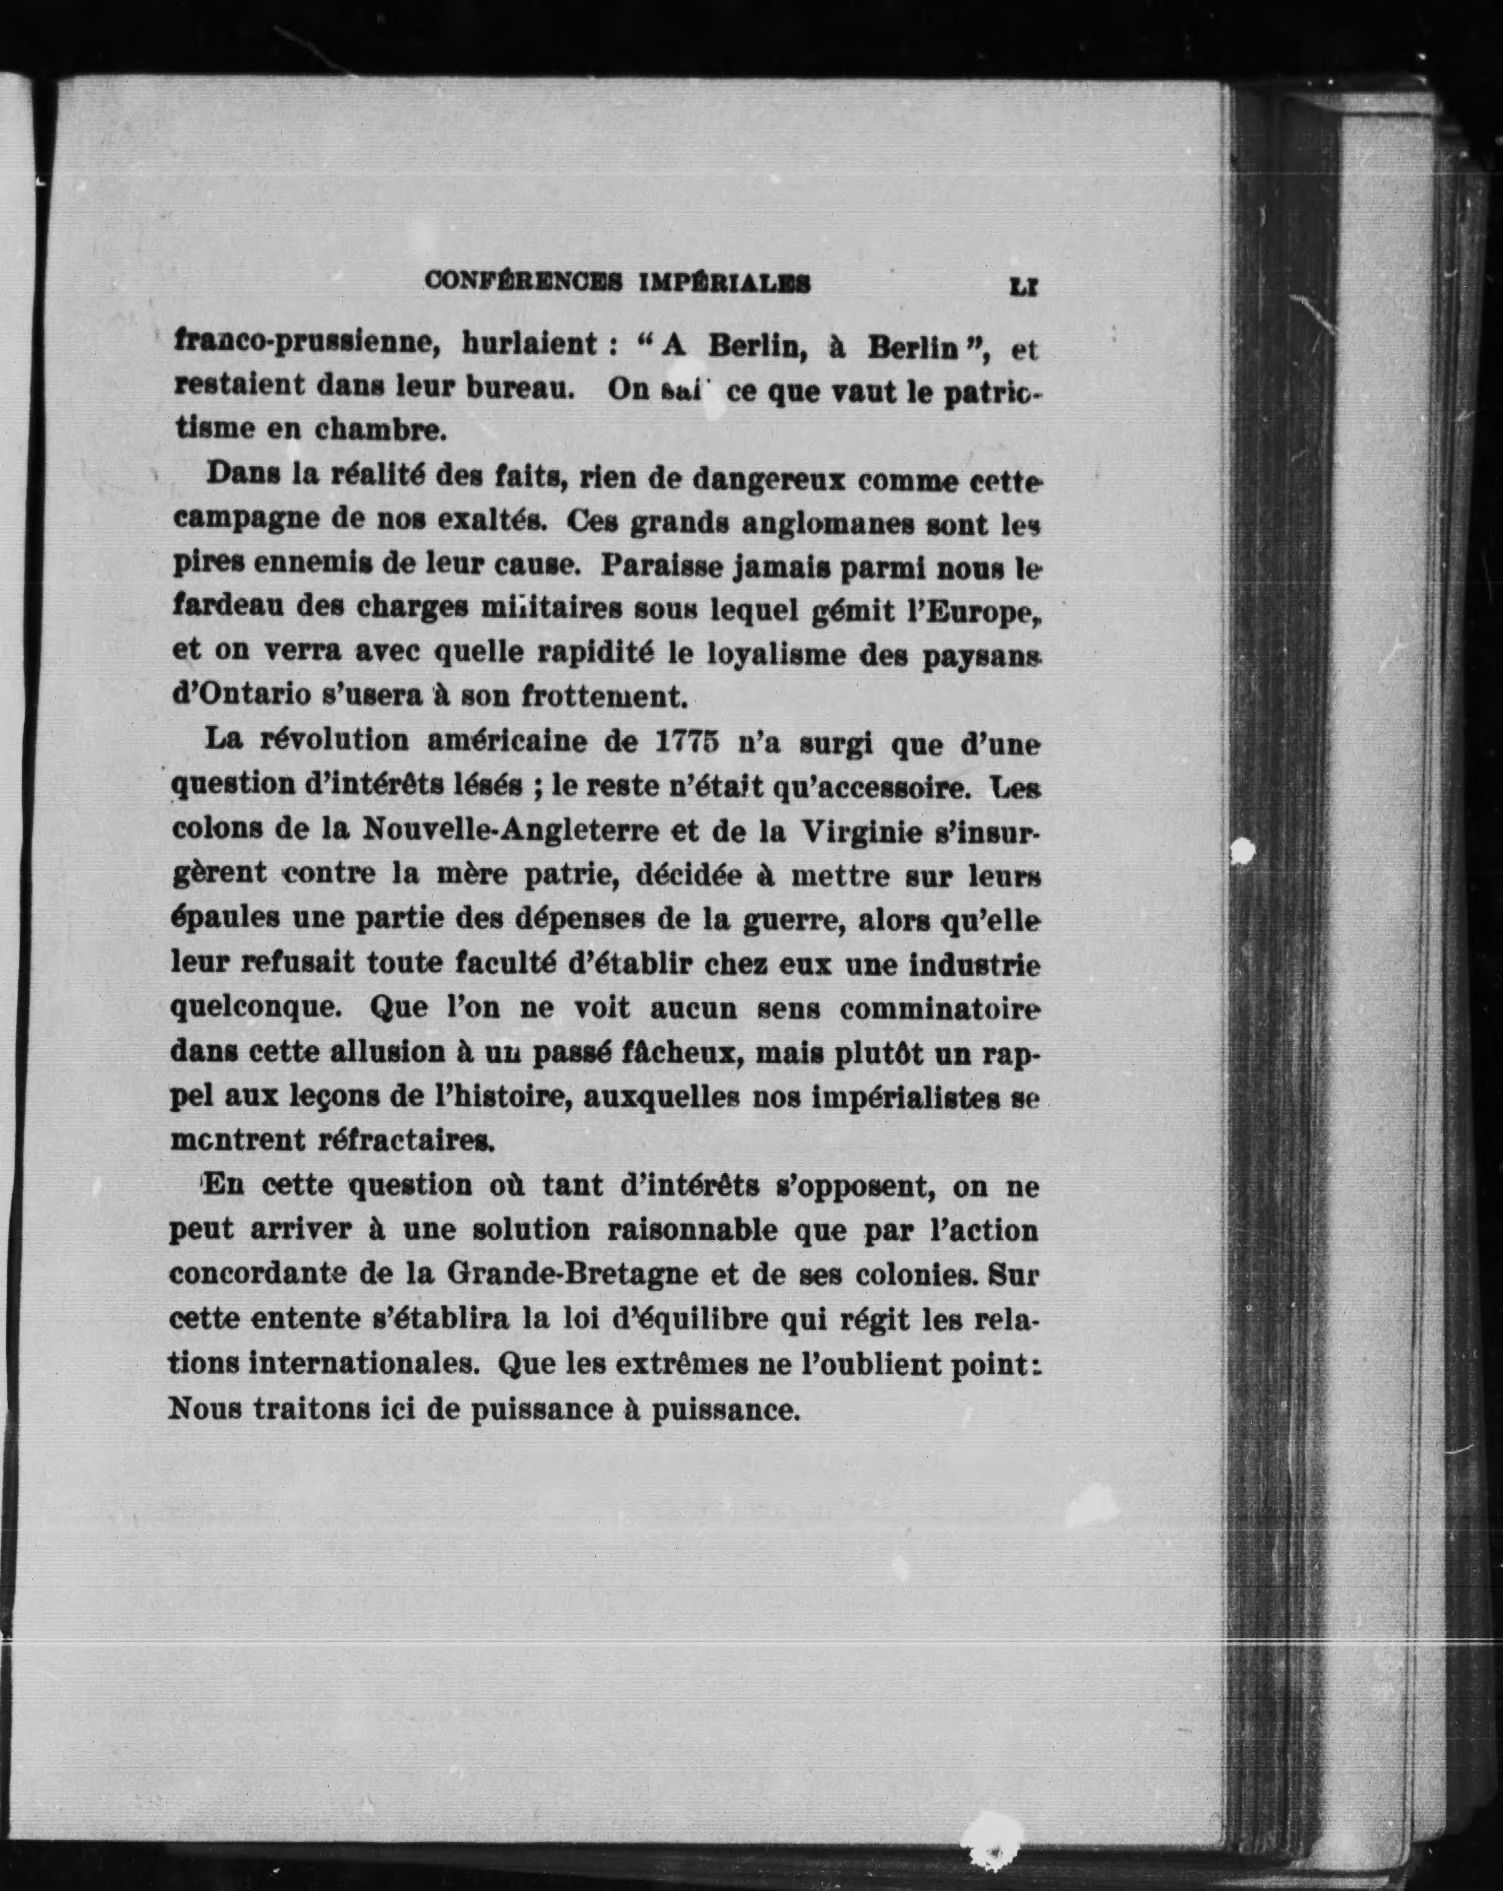 CONFÉRENCES IMPÉRIALES LI
franco-prussienne, hurlaient : “ A Berlin, à Berlin ”, et
restaient dans leur bureau. On sai' ce que vaut le patrio-
tisme en chambre.
Dans la réalité des faits, rien de dangereux comme cette
campagne de nos exaltés. Ces grands anglomanes sont les
pires ennemis de leur cause. Paraisse jamais parmi nous le
fardeau des charges militaires sous lequel gémit l’Europe,
et on verra avec quelle rapidité le loyalisme des paysans
d’Ontario s’usera à son frottement.
La révolution américaine de 1775 n’a surgi que d’une
question d’intérêts lésés ; le reste n’était qu’accessoire. Les
colons de la Nouvelle-Angleterre et de la Virginie s’insur-
gèrent contre la mère patrie, décidée à mettre sur leurs
épaules une partie des dépenses de la guerre, alors qu’elle
leur refusait toute faculté d’établir chez eux une industrie
quelconque. Que l’on ne voit aucun sens comminatoire
dans cette allusion à un passé fâcheux, mais plutôt un rap-
pel aux leçons de l’histoire, auxquelles nos impérialistes se
montrent réfractaires.
En cette question où tant d’intérêts s’opposent, on ne
peut arriver à une solution raisonnable que par l’action
concordante de la Grande-Bretagne et de ses colonies. Sur
cette entente s’établira la loi d’équilibre qui régit les rela-
tions internationales. Que les extrêmes ne l’oublient point :
Nous traitons ici de puissance à puissance.